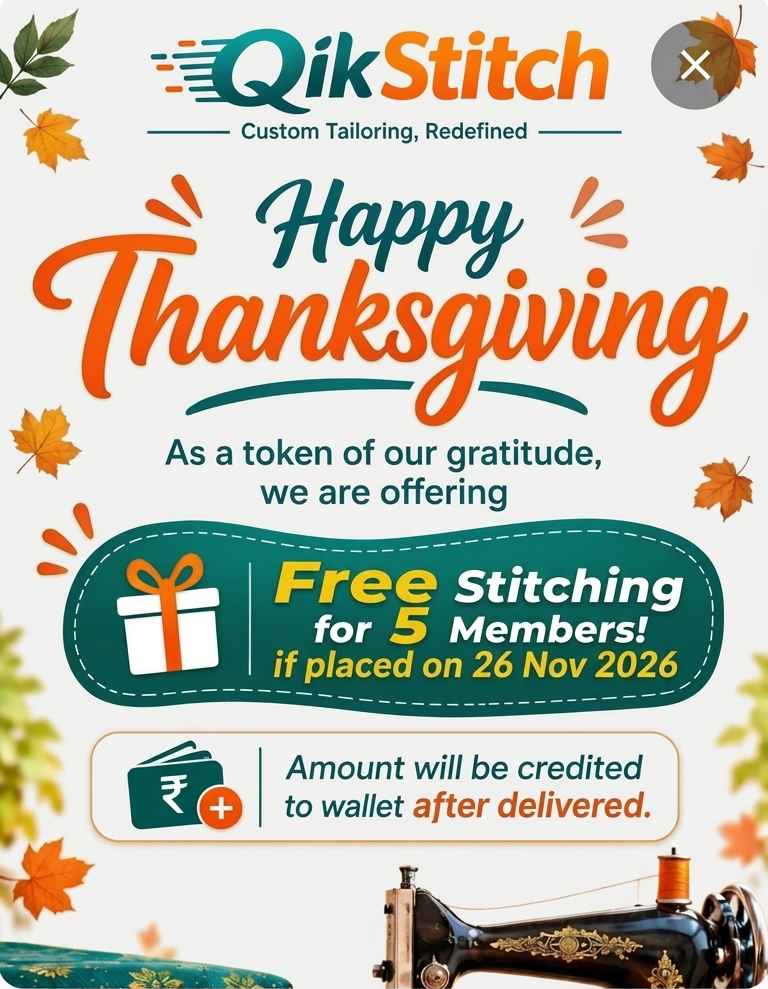 QikStitch
Custom Tailoring, Redefined
Happy
Thanksgiving
As a token of our gratitude,
we are offering
Free Stitching
for 5 Members!
if placed on 26 Nov 2026
₹
Amount will be credited
to wallet after delivered.